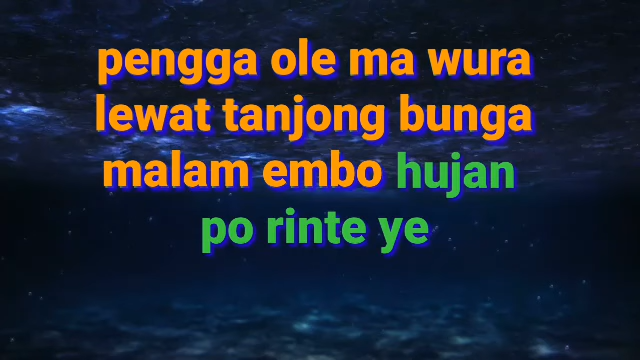 pengga ole ma wura
lewat tanjong bunga
malam embo hujan
po rinte ye